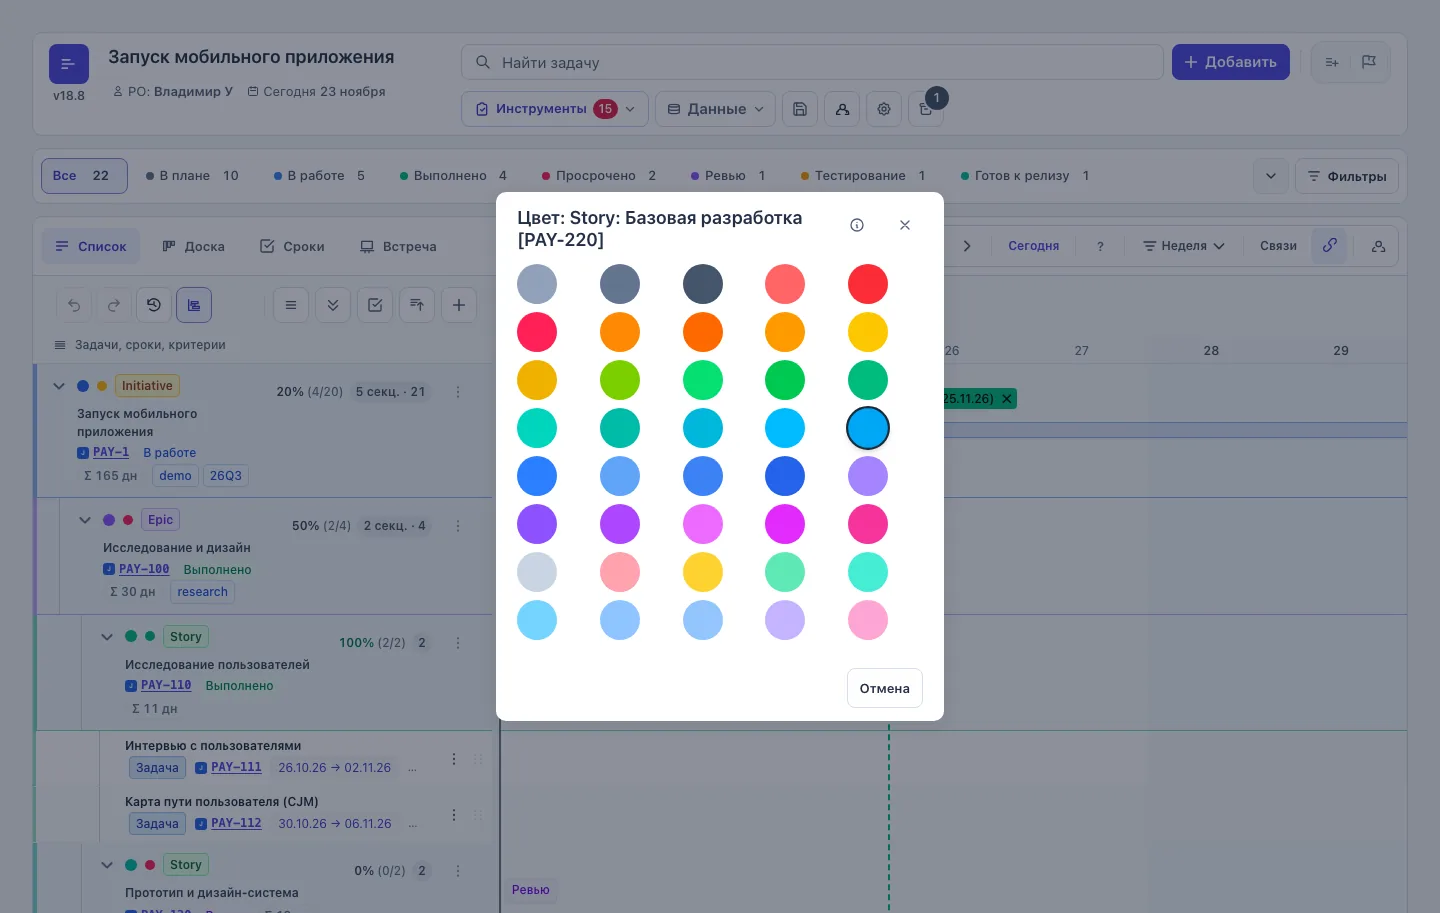 Запуск мобильного приложения
v18.8
РО: Владимир У
Сегодня 23 ноября
Найти задачу
Добавить
Инструменты 15
Данные
1
Все 22
В плане 10
В работе 5
Выполнено 4
Просрочено 2
Ревью 1
Тестирование 1
Готов к релизу 1
Фильтры
Список
Доска
Сроки
Встреча
Сегодня
?
Неделя
Связи
Задачи, сроки, критерии
26
27
28
29
Цвет: Story: Базовая разработка
[PAY-220]
Отмена
Initiative
20% (4/20)
5 секц. · 21
25.11.26)
Запуск мобильного
приложения
PAY-1
В работе
Σ 165 дн
demo
26Q3
Epic
50% (2/4)
2 секц. · 4
Исследование и дизайн
PAY-100
Выполнено
Σ 30 дн
research
Story
100% (2/2)
2
Исследование пользователей
PAY-110
Выполнено
Σ 11 дн
Интервью с пользователями
Задача
PAY-111
26.10.26 → 02.11.26
...
Карта пути пользователя (CJM)
Задача
PAY-112
30.10.26 → 06.11.26
...
Story
0% (0/2)
2
Прототип и дизайн-система
Ревью